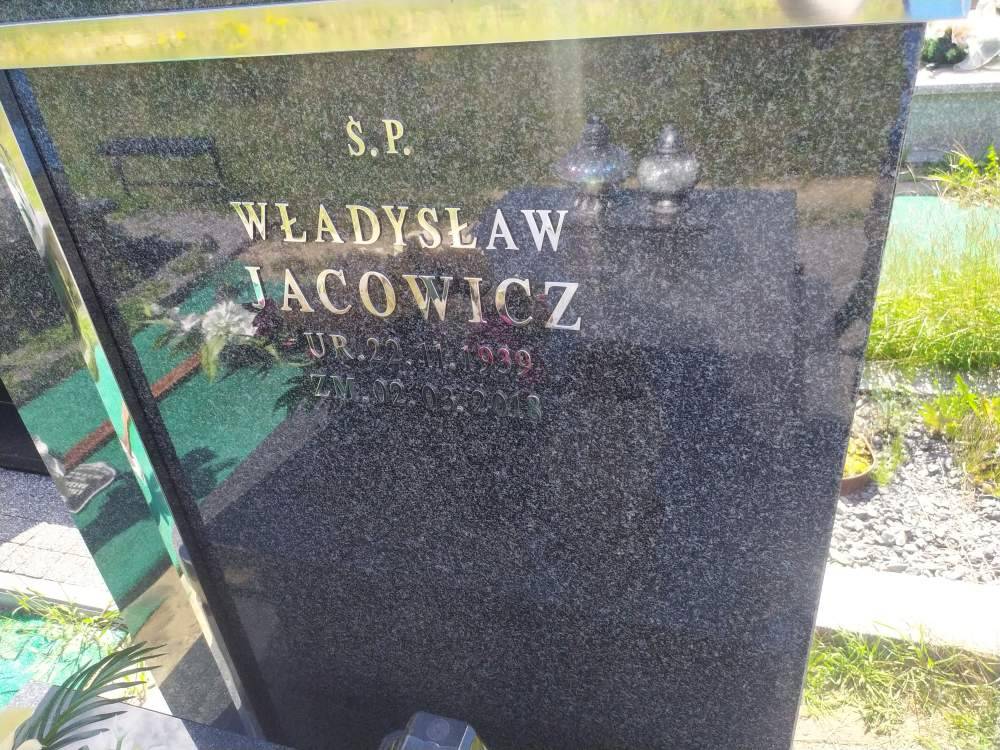 Ś.P.
WŁADYSŁAW
JACOWICZ
UR.22.11.1939
ZM.02.03.2018